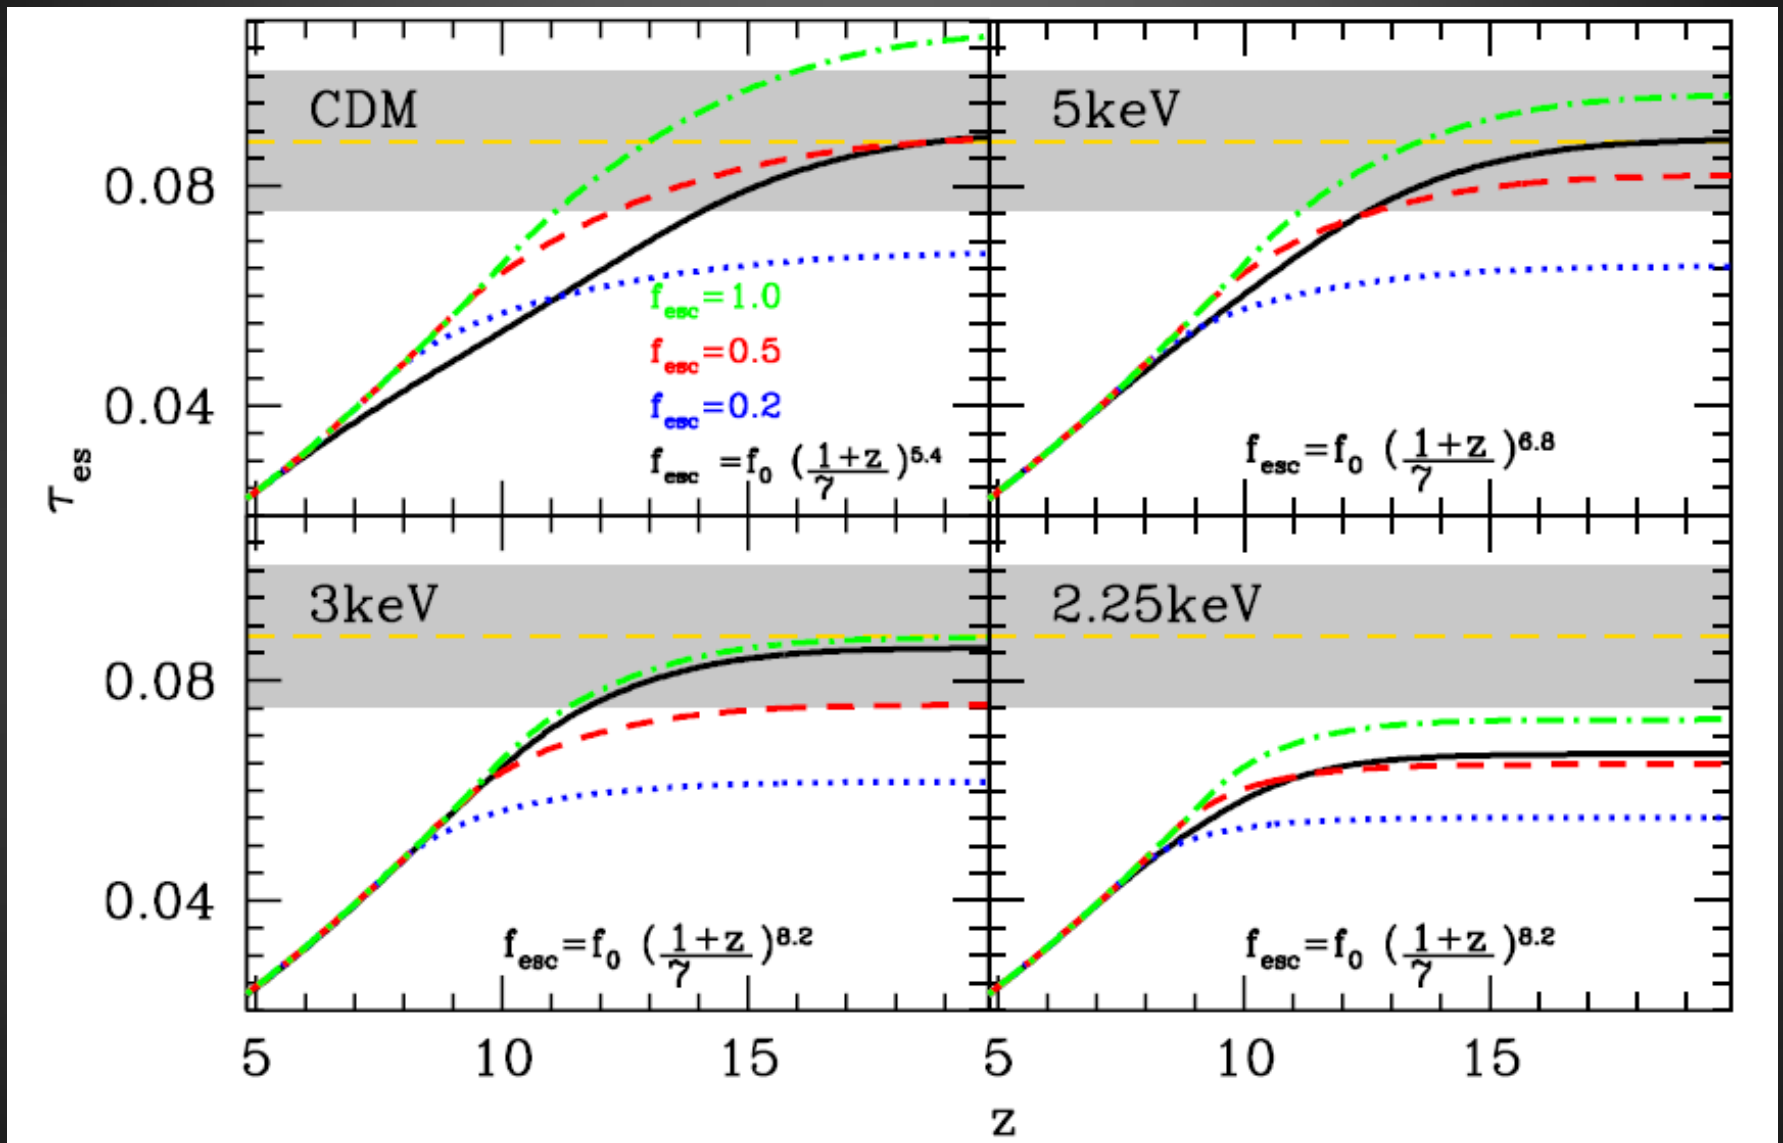 CDM
5keV
0.08
f_esc=1.0
f_esc=0.5
f_esc=0.2
0.04
f_esc =f_0 (1+z/7)^5.4
f_esc=f_0 (1+z/7)^6.8
τ_es
3keV
2.25keV
0.08
0.04
f_esc=f_0 (1+z/7)^8.2
f_esc=f_0 (1+z/7)^8.2
5 10 15 5 10 15
z